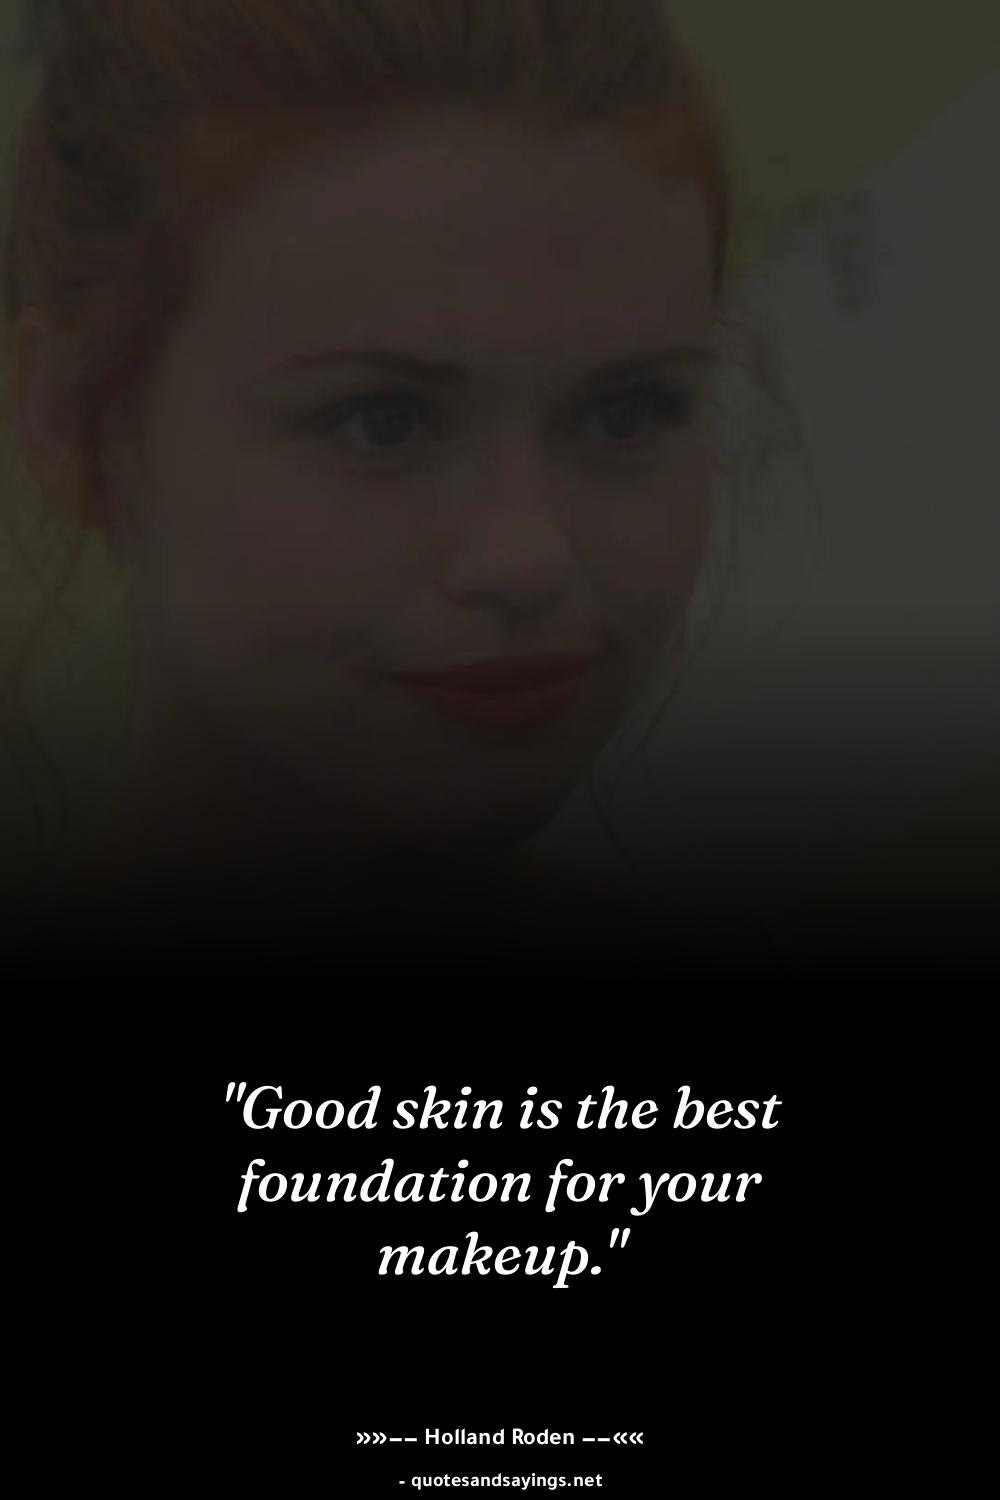 "Good skin is the best
foundation for your
makeup."
»»–– Holland Roden ––««
- quotesandsayings.net